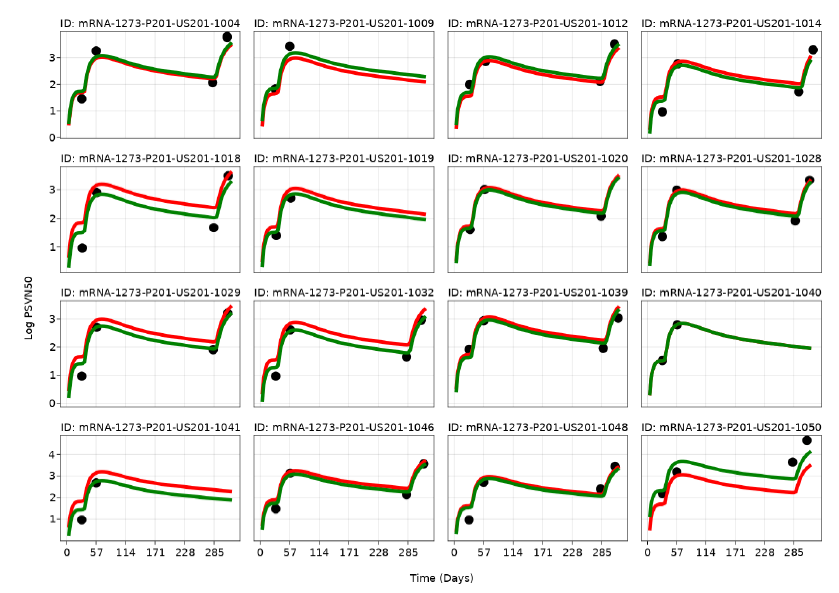 ID: mRNA-1273-P201-US201-1004 ID: mRNA-1273-P201-US201-1009 ID: mRNA-1273-P201-US201-1012 ID: mRNA-1273-P201-US201-1014
3
2
1
0
ID: mRNA-1273-P201-US201-1018 ID: mRNA-1273-P201-US201-1019 ID: mRNA-1273-P201-US201-1020 ID: mRNA-1273-P201-US201-1028
3
2
1
Log PSVN50
ID: mRNA-1273-P201-US201-1029 ID: mRNA-1273-P201-US201-1032 ID: mRNA-1273-P201-US201-1039 ID: mRNA-1273-P201-US201-1040
3
2
1
0
ID: mRNA-1273-P201-US201-1041 ID: mRNA-1273-P201-US201-1046 ID: mRNA-1273-P201-US201-1048 ID: mRNA-1273-P201-US201-1050
4
3
2
1
0 57 114 171 228 285 0 57 114 171 228 285 0 57 114 171 228 285 0 57 114 171 228 285
Time (Days)